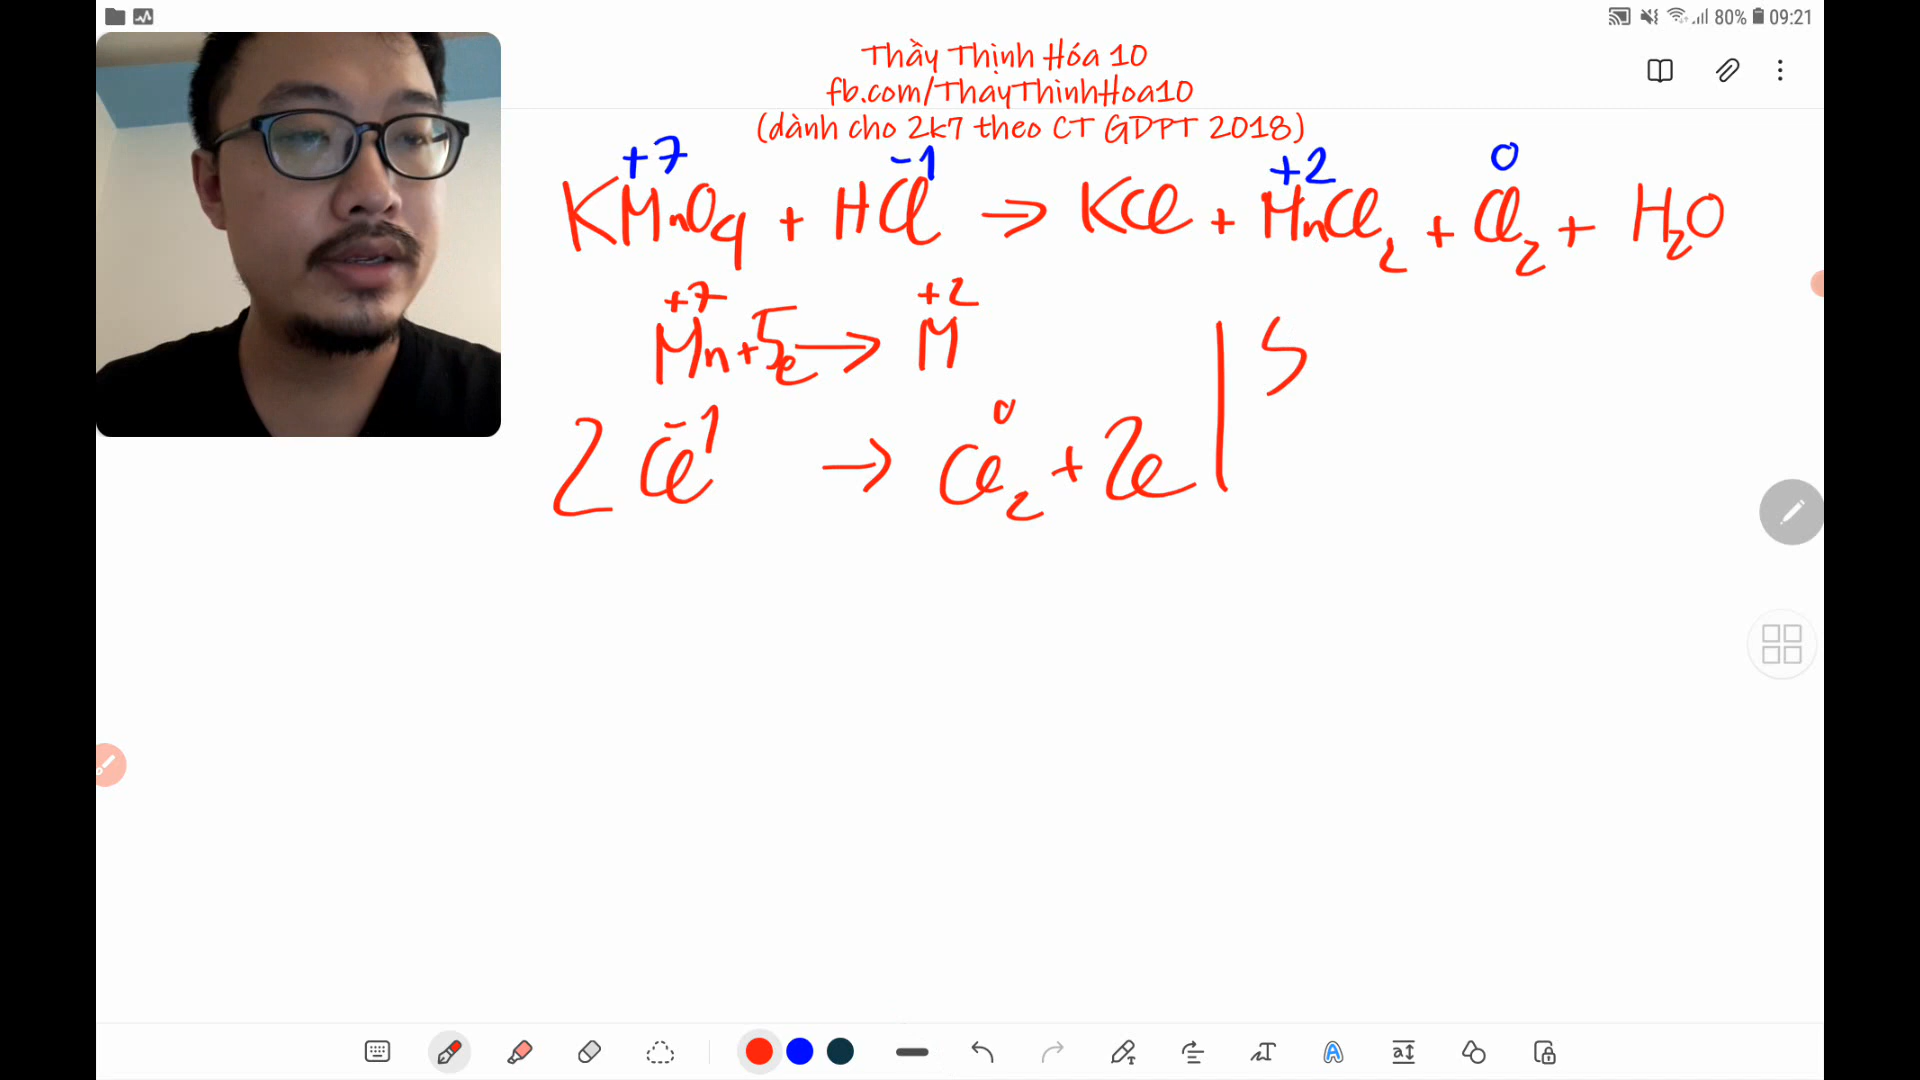 80% 09:21
Thầy Thịnh Hóa 10
fb.com/ThayThinhHoa10
(dành cho 2k7 theo CT GDPT 2018)
+7 -1 +2 0
KMnO4 + HCl → KCl + MnCl2 + Cl2 + H2O
+7 +2
Mn + 5e → M | 5
-1 0
2Cl → Cl2 + 2e